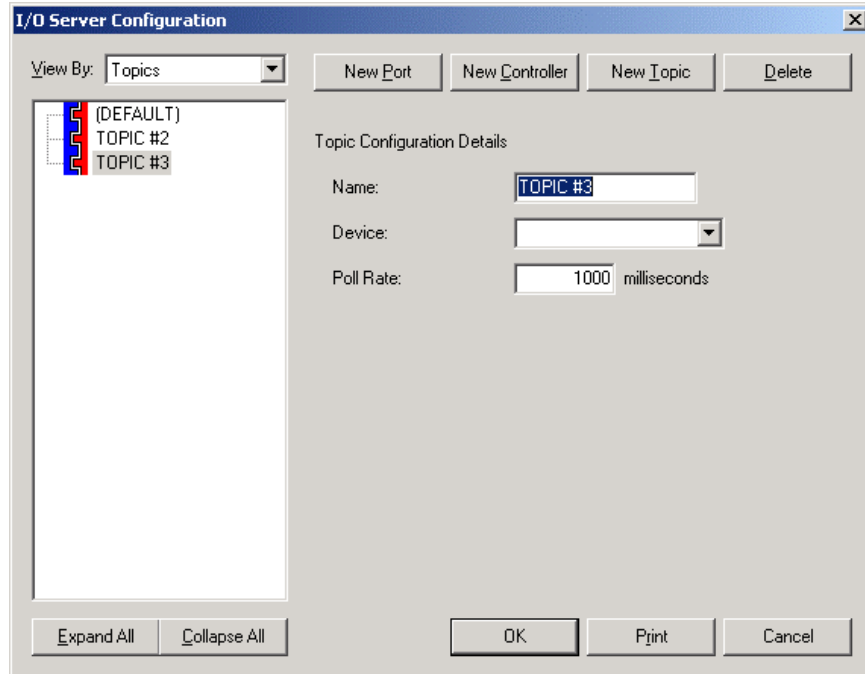 I/O Server Configuration
View By: Topics
New Port New Controller New Topic Delete
(DEFAULT)
TOPIC #2
TOPIC #3
Topic Configuration Details
Name: TOPIC #3
Device:
Poll Rate: 1000 milliseconds
Expand All Collapse All OK Print Cancel